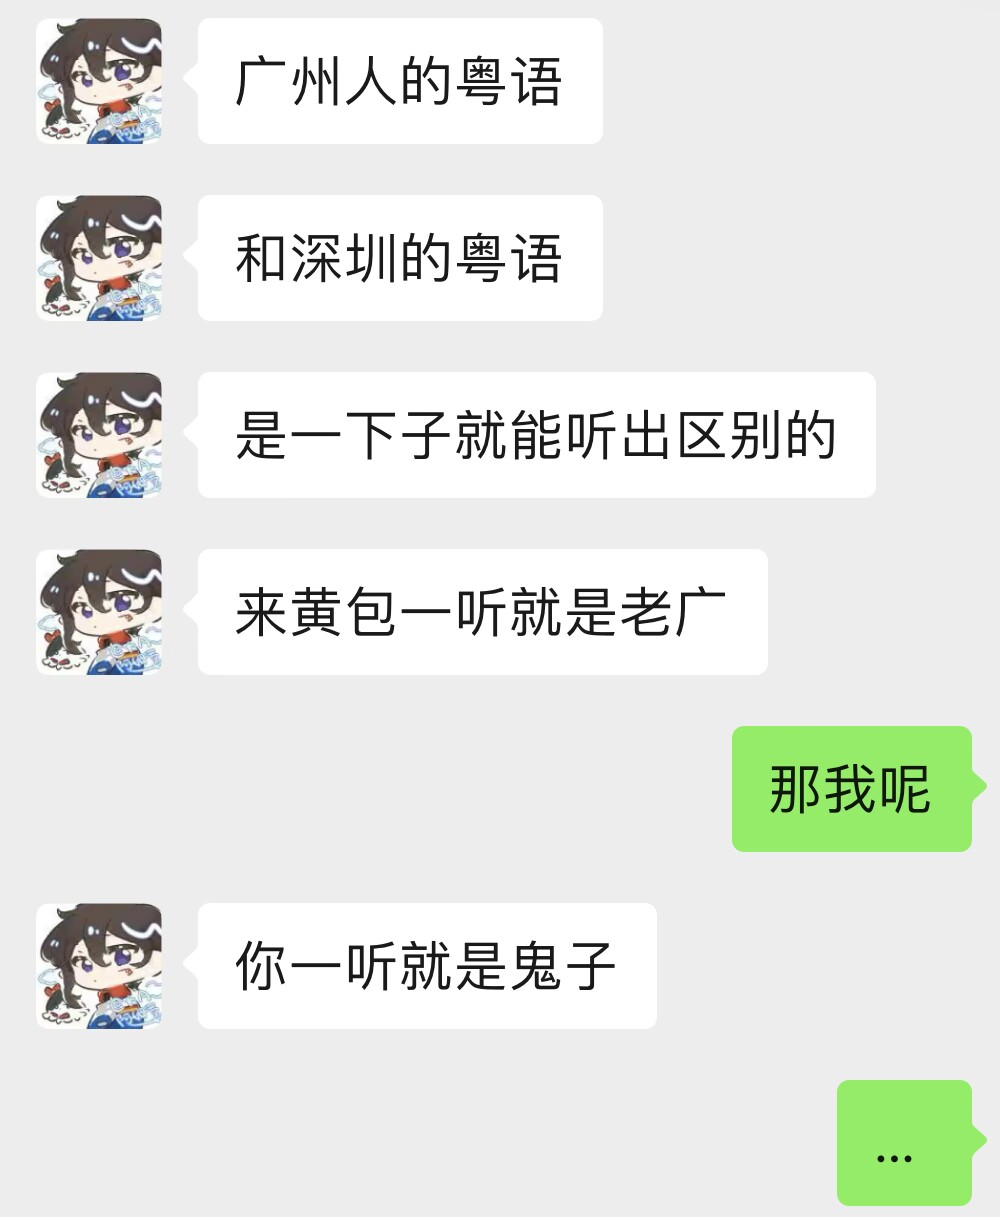 广州人的粤语
和深圳的粤语
是一下子就能听出区别的
来黄包一听就是老广
那我呢
你一听就是鬼子
...